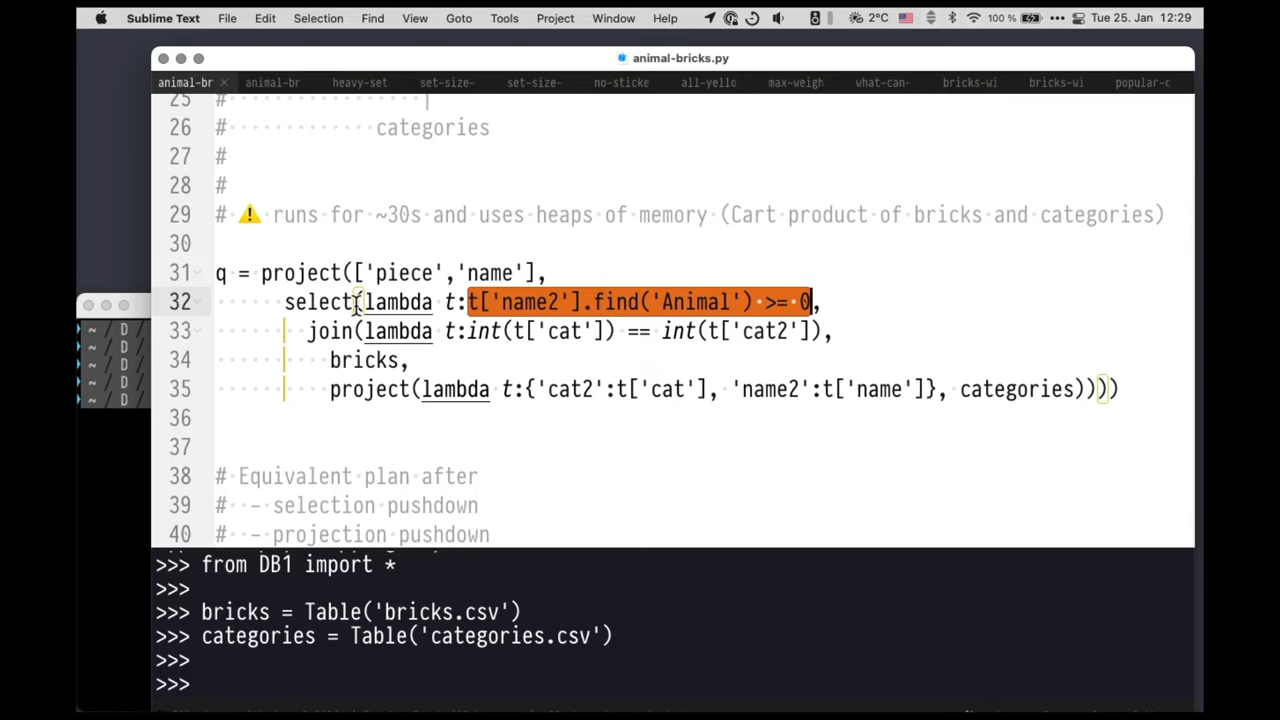 Sublime Text File Edit Selection Find View Goto Tools Project Window Help 2°C 100 % Tue 25. Jan 12:29
animal-bricks.py
animal-br × animal-br heavy-set set-size- set-size- no-sticke all-yello max-weigh what-can- bricks-wi bricks-wi popular-c
25 # |
26 # categories
27 #
28 #
29 # ⚠️ runs for ~30s and uses heaps of memory (Cart product of bricks and categories)
30
31 q = project(['piece','name'],
32 select(lambda t:t['name2'].find('Animal') >= 0,
33 join(lambda t:int(t['cat']) == int(t['cat2']),
34 bricks,
35 project(lambda t:{'cat2':t['cat'], 'name2':t['name']}, categories))))
36
37
38 # Equivalent plan after
39 # - selection pushdown
40 # - projection pushdown
~ / D /
~ / D /
~ / D /
~ / D /
~ / D /
>>> from DB1 import *
>>>
>>> bricks = Table('bricks.csv')
>>> categories = Table('categories.csv')
>>>
>>>